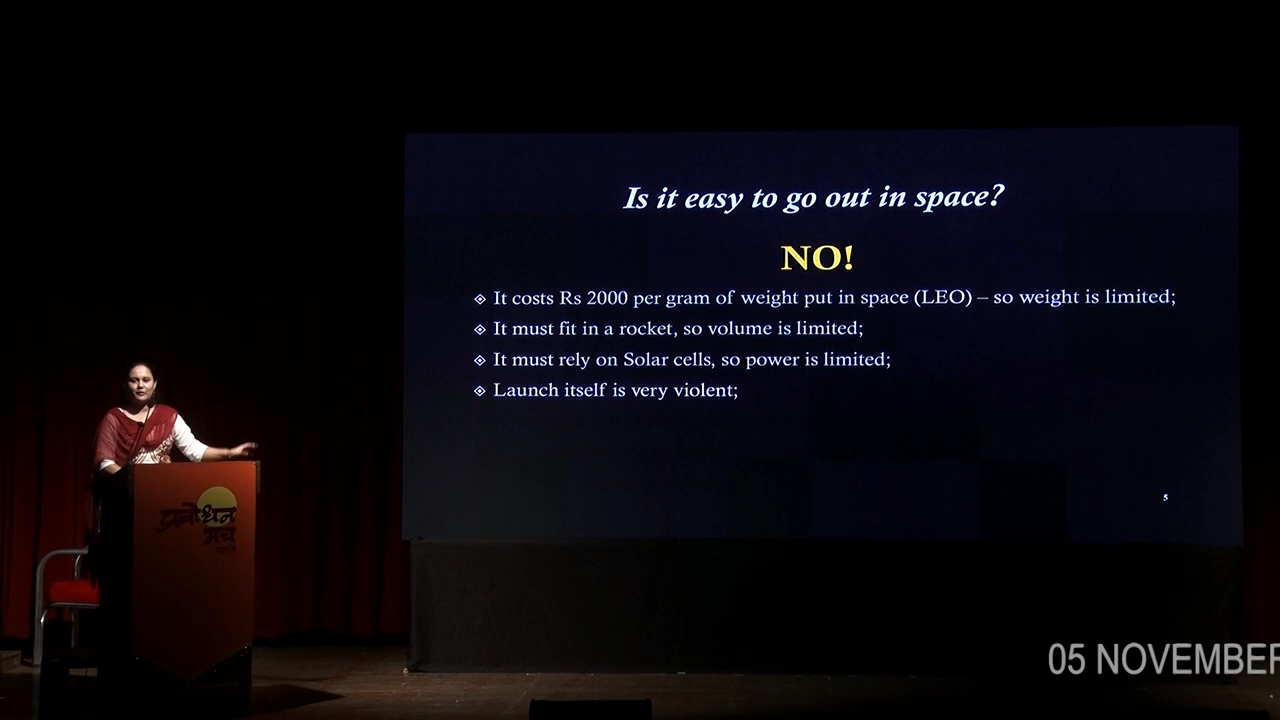 Is it easy to go out in space?
NO!
It costs Rs 2000 per gram of weight put in space (LEO) – so weight is limited;
It must fit in a rocket, so volume is limited;
It must rely on Solar cells, so power is limited;
Launch itself is very violent;
5
प्रबोधन
मंच
05 NOVEMBER